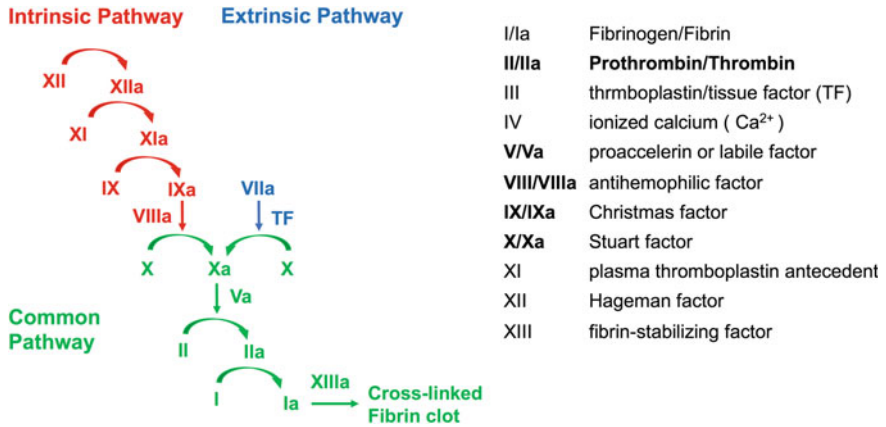 Intrinsic Pathway
Extrinsic Pathway
XII
XIIa
XI
XIa
IX
IXa
VIIa
VIIIa
TF
X
Xa
X
Va
Common
Pathway
II
IIa
I
Ia
XIIIa
Cross-linked
Fibrin clot
I/Ia Fibrinogen/Fibrin
II/IIa Prothrombin/Thrombin
III thrmboplastin/tissue factor (TF)
IV ionized calcium ( Ca²⁺ )
V/Va proaccelerin or labile factor
VIII/VIIIa antihemophilic factor
IX/IXa Christmas factor
X/Xa Stuart factor
XI plasma thromboplastin antecedent
XII Hageman factor
XIII fibrin-stabilizing factor